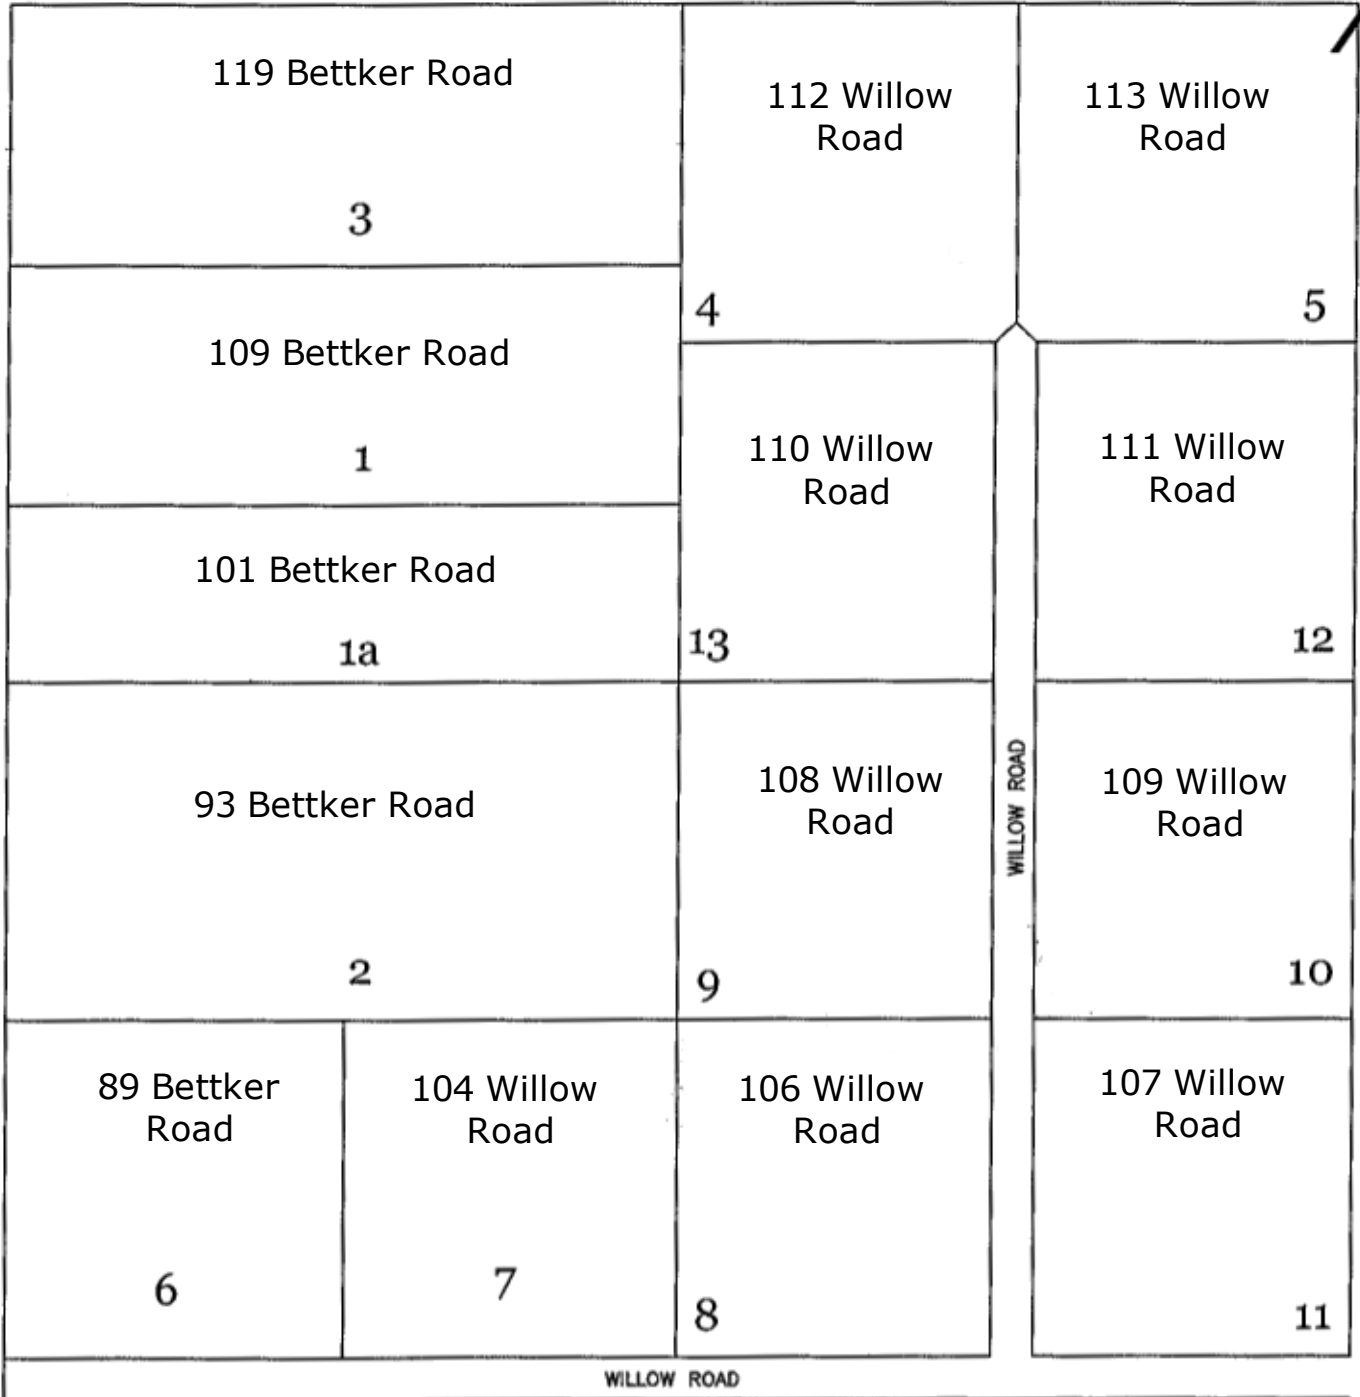 119 Bettker Road
3
112 Willow
Road
4
113 Willow
Road
5
109 Bettker Road
1
110 Willow
Road
13
111 Willow
Road
12
101 Bettker Road
1a
93 Bettker Road
2
108 Willow
Road
9
WILLOW ROAD
109 Willow
Road
10
89 Bettker
Road
6
104 Willow
Road
7
106 Willow
Road
8
107 Willow
Road
11
WILLOW ROAD